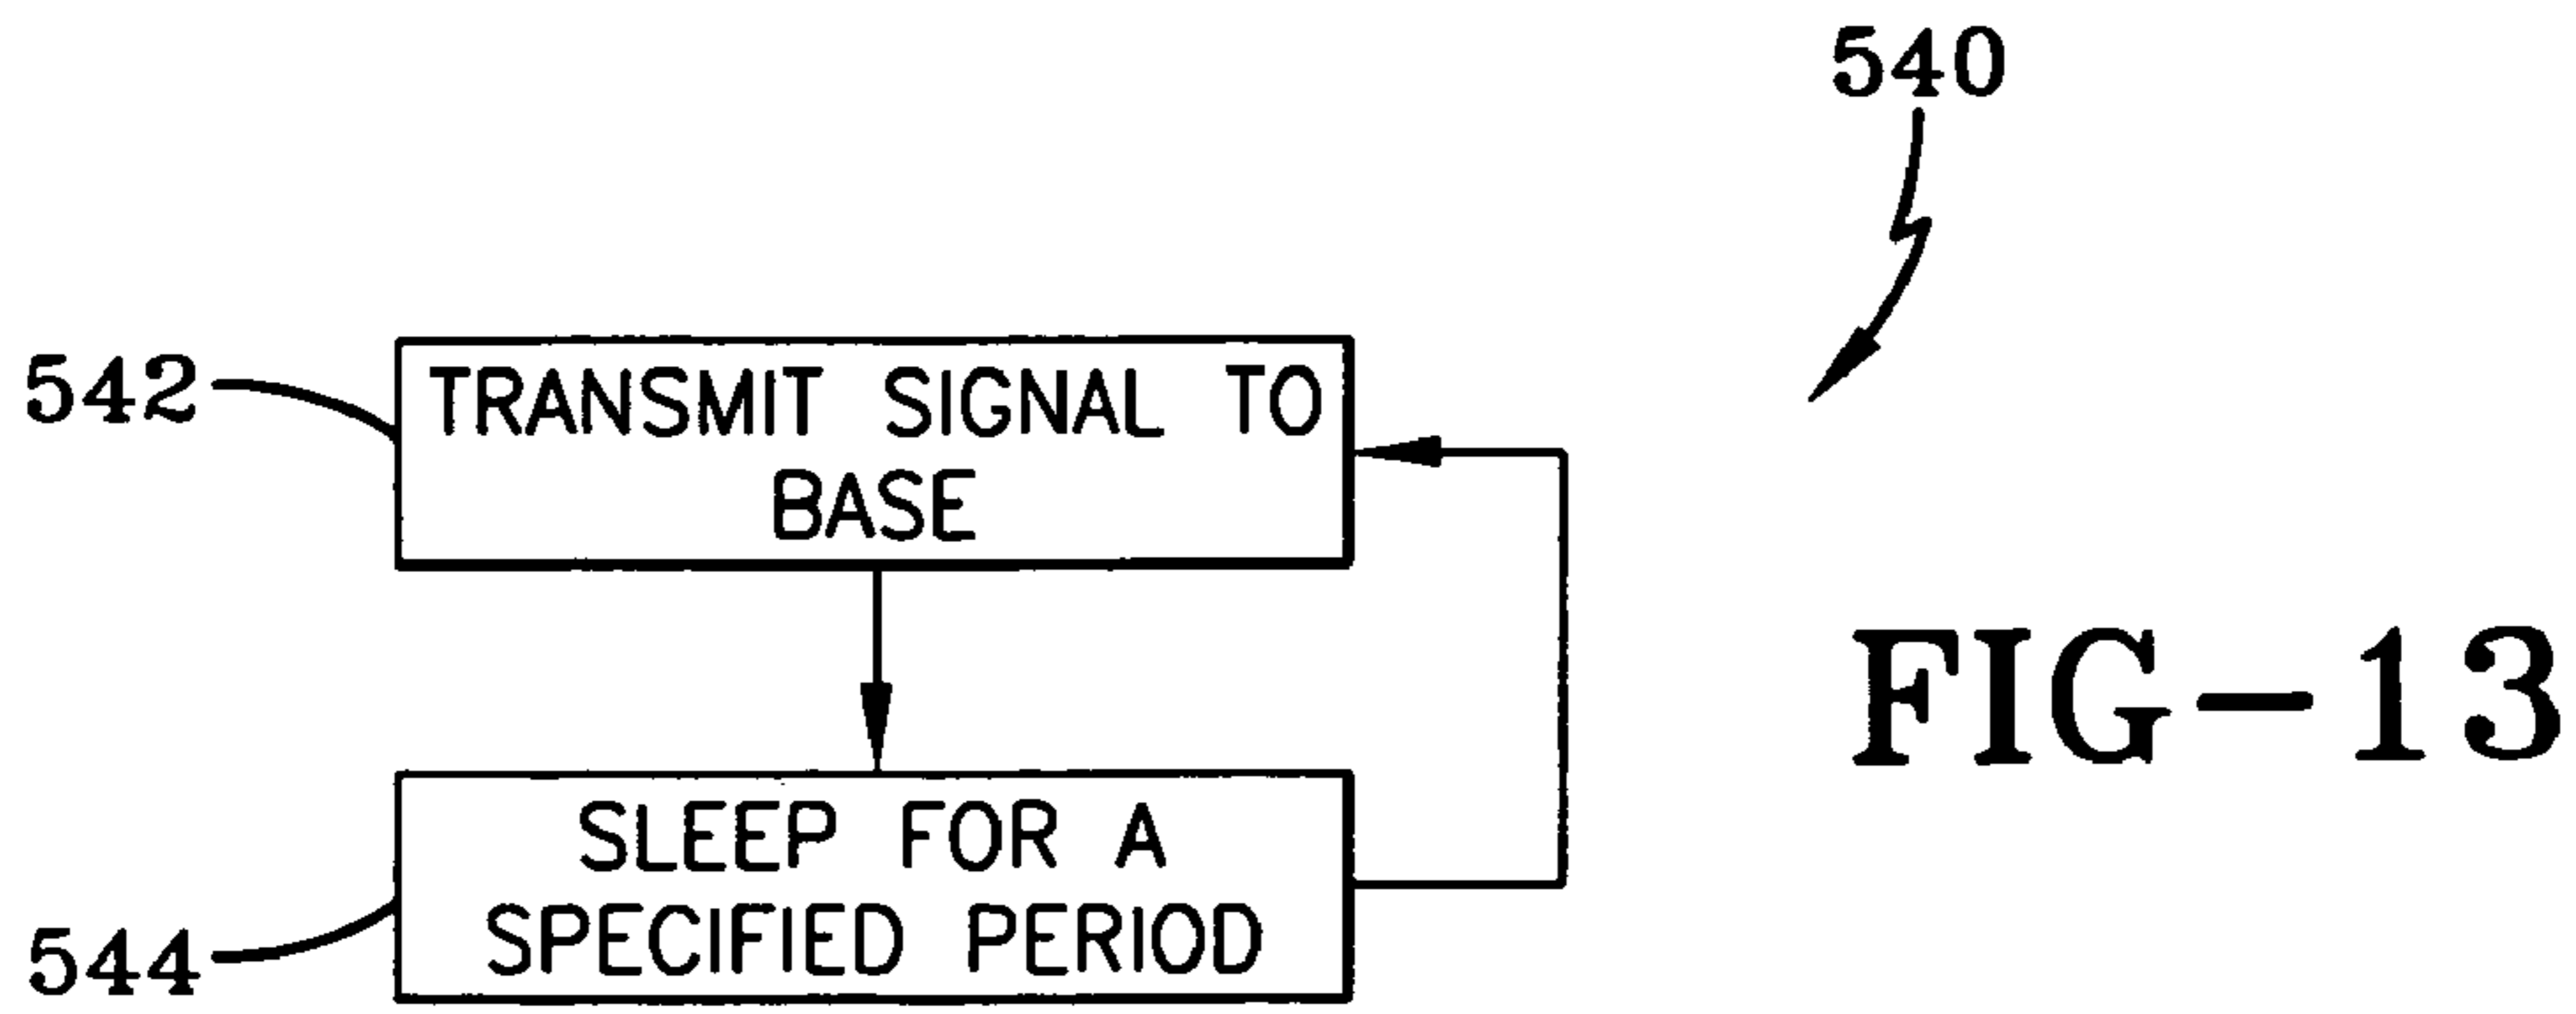 540
542
TRANSMIT SIGNAL TO
BASE
FIG-13
SLEEP FOR A
SPECIFIED PERIOD
544